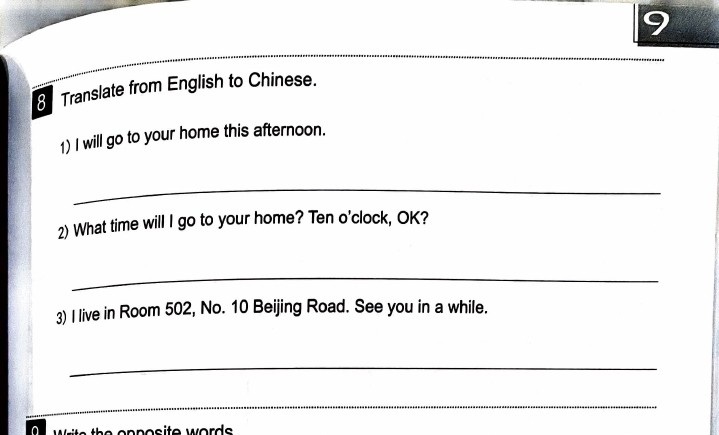 9
8 Translate from English to Chinese.
1) I will go to your home this afternoon.
2) What time will I go to your home? Ten o'clock, OK?
3) I live in Room 502, No. 10 Beijing Road. See you in a while.
9 Write the opposite words